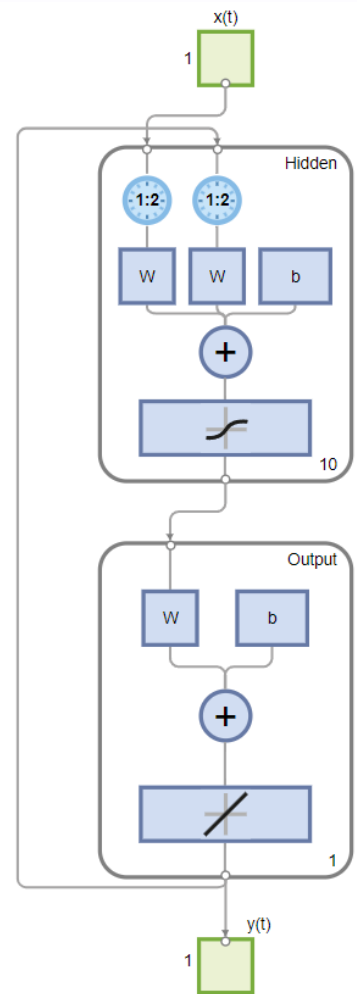 x(t)
1
Hidden
1:2 1:2
W W b
+
10
Output
W b
+
1
y(t)
1